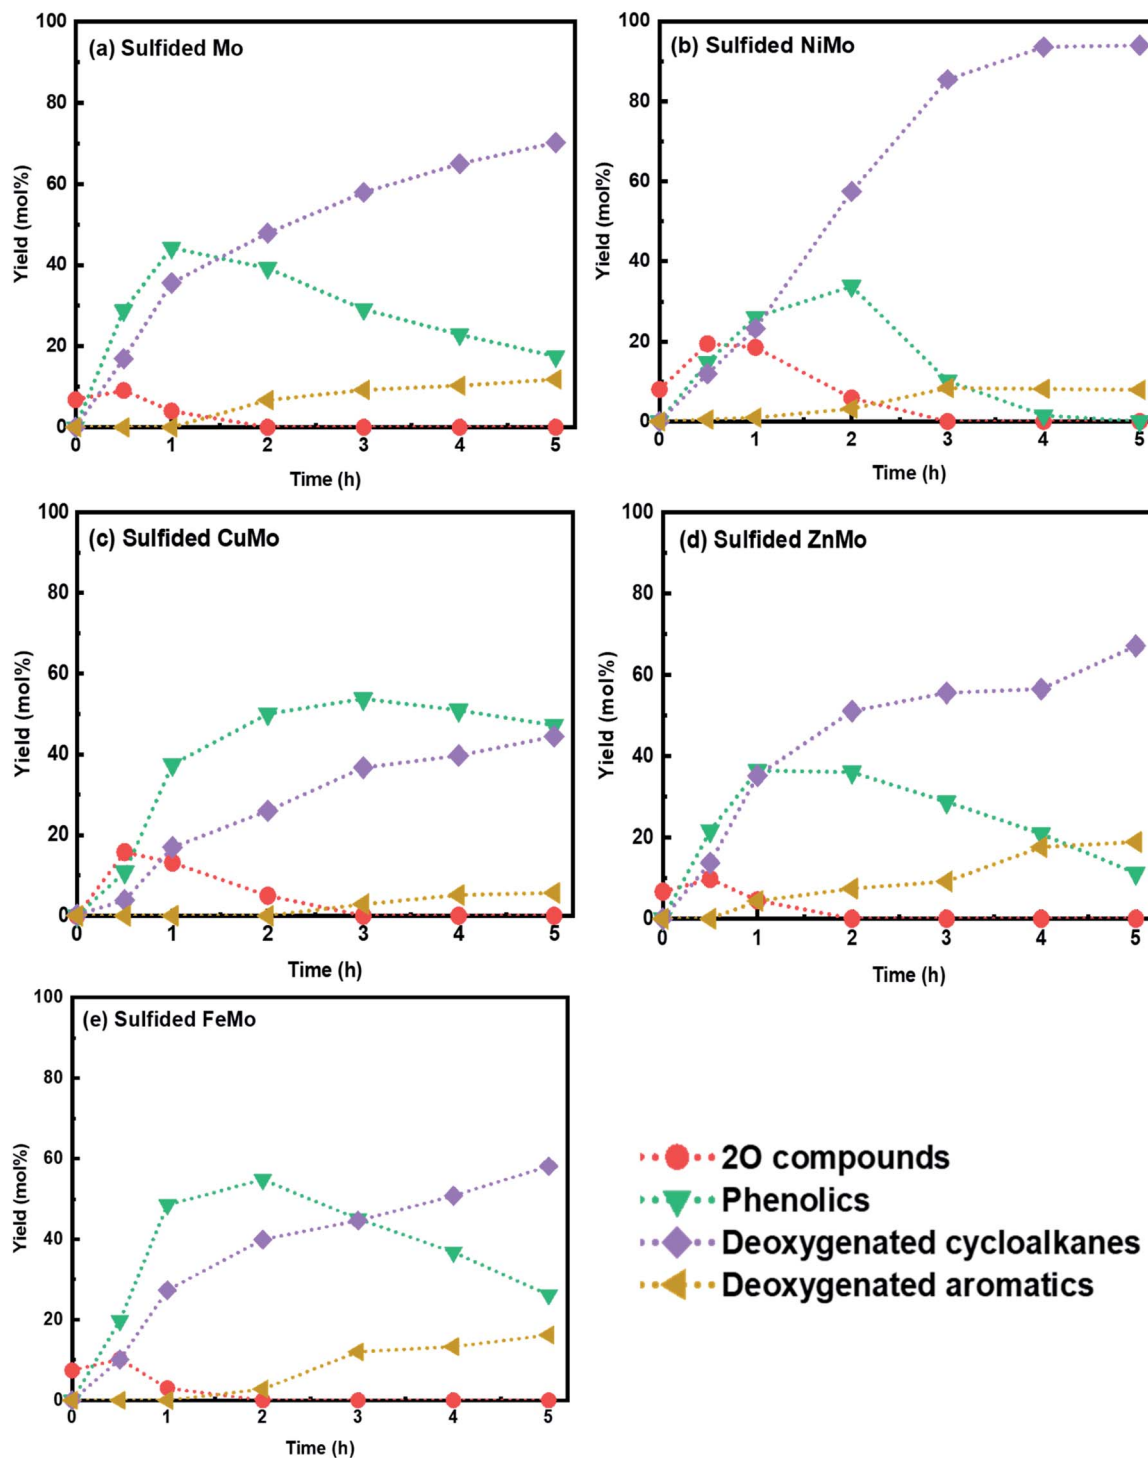 (a) Sulfided Mo
Yield (mol%)
100
80
60
40
20
0
0 1 2 3 4 5
Time (h)
(b) Sulfided NiMo
Yield (mol%)
100
80
60
40
20
0
0 1 2 3 4 5
Time (h)
(c) Sulfided CuMo
Yield (mol%)
100
80
60
40
20
0
0 1 2 3 4 5
Time (h)
(d) Sulfided ZnMo
Yield (mol%)
100
80
60
40
20
0
0 1 2 3 4 5
Time (h)
(e) Sulfided FeMo
Yield (mol%)
100
80
60
40
20
0
0 1 2 3 4 5
Time (h)
2O compounds
Phenolics
Deoxygenated cycloalkanes
Deoxygenated aromatics